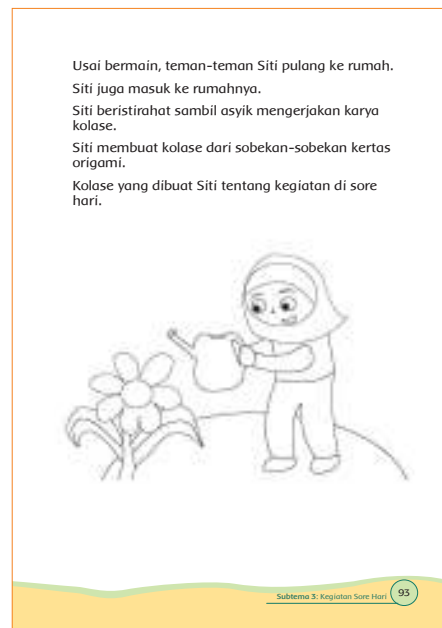 Usai bermain, teman-teman Siti pulang ke rumah.
Siti juga masuk ke rumahnya.
Siti beristirahat sambil asyik mengerjakan karya
kolase.
Siti membuat kolase dari sobekan-sobekan kertas
origami.
Kolase yang dibuat Siti tentang kegiatan di sore
hari.
Subtema 3: Kegiatan Sore Hari 93